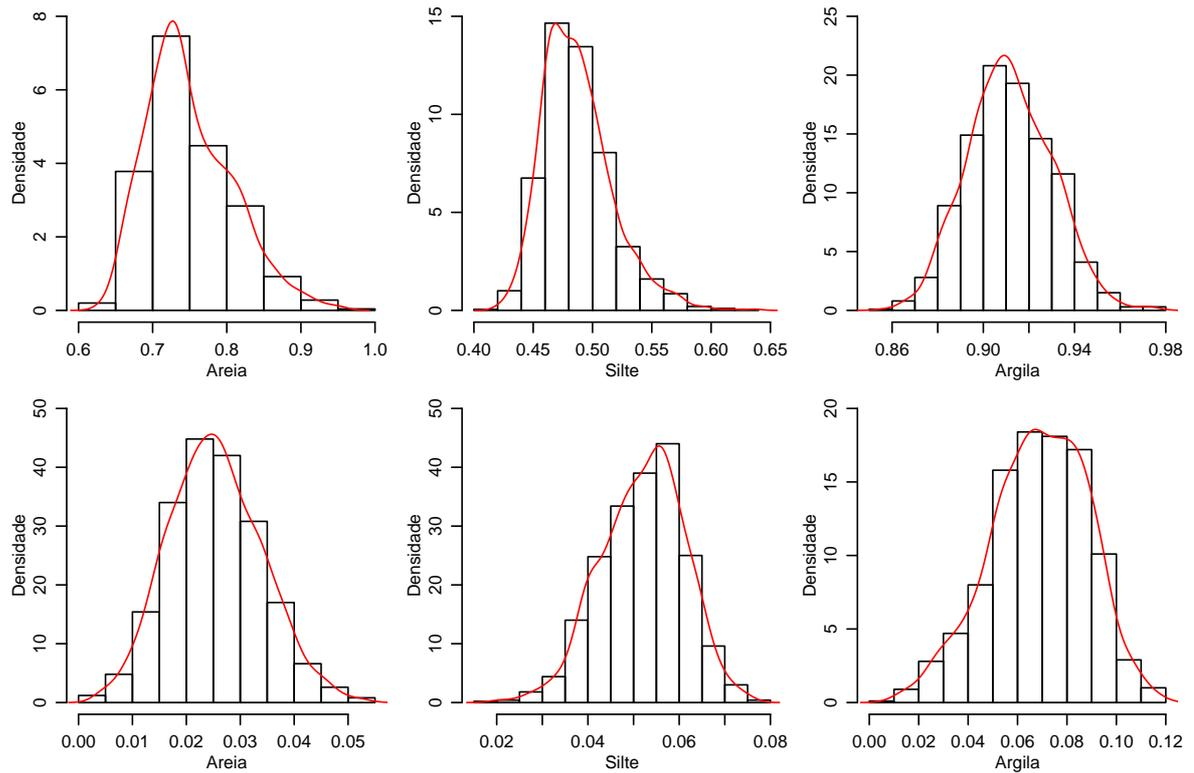 Densidade
0 2 4 6 8
0.6 0.7 0.8 0.9 1.0
Areia
Densidade
0 5 10 15
0.40 0.45 0.50 0.55 0.60 0.65
Silte
Densidade
0 5 10 15 20 25
0.86 0.90 0.94 0.98
Argila
Densidade
0 10 20 30 40 50
0.00 0.01 0.02 0.03 0.04 0.05
Areia
Densidade
0 10 20 30 40 50
0.02 0.04 0.06 0.08
Silte
Densidade
0 5 10 15 20
0.00 0.02 0.04 0.06 0.08 0.10 0.12
Argila